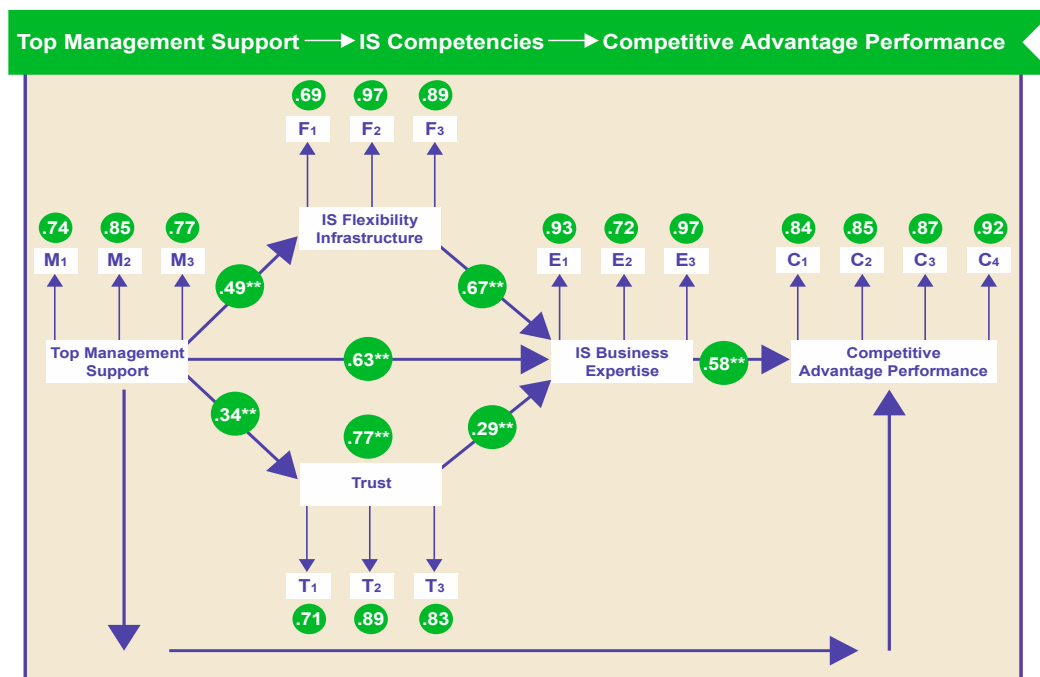 Top Management Support → IS Competencies → Competitive Advantage Performance
.69 .97 .89
F1 F2 F3
IS Flexibility
Infrastructure
.74 .85 .77
M1 M2 M3
.93 .72 .97
E1 E2 E3
.84 .85 .87 .92
C1 C2 C3 C4
.49**
.67**
Top Management
Support
.63**
IS Business
Expertise
.58**
Competitive
Advantage Performance
.34**
.77**
.29**
Trust
T1 T2 T3
.71 .89 .83